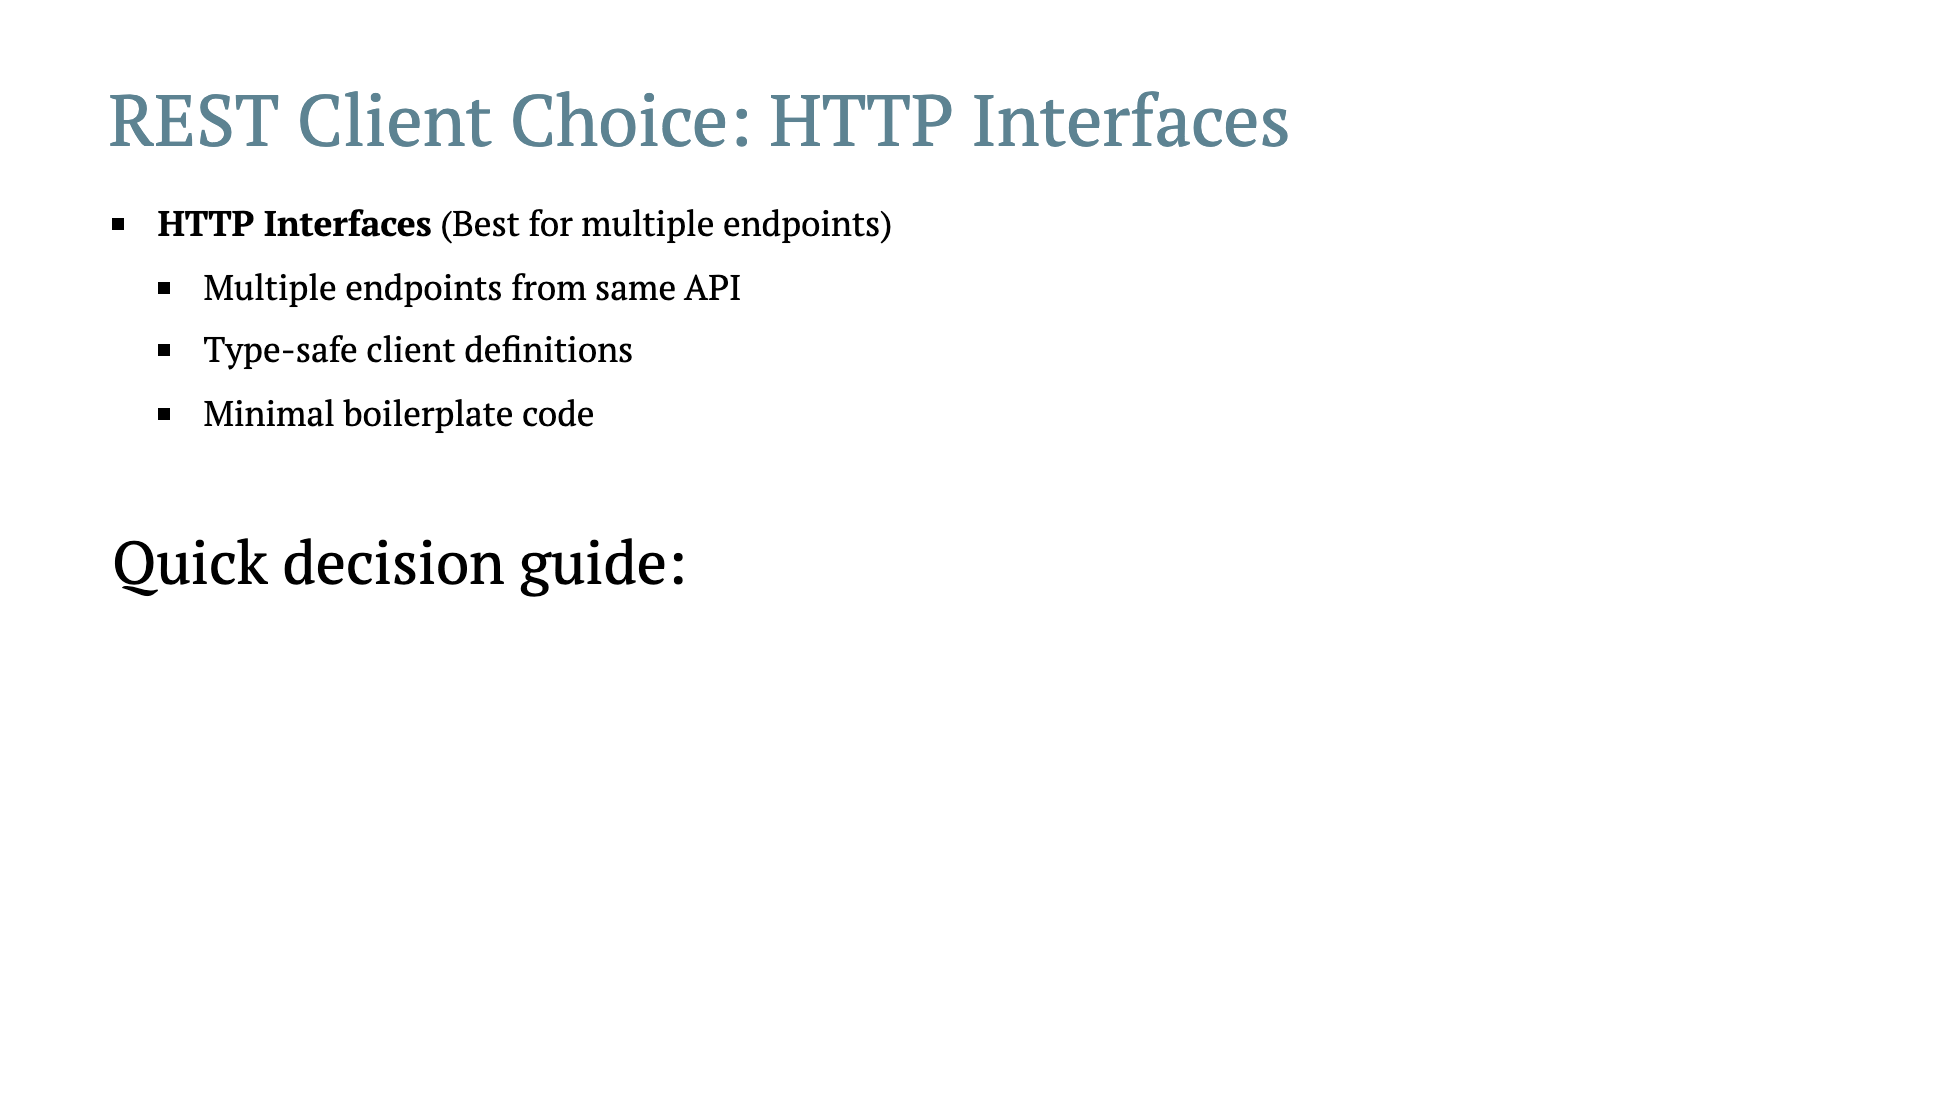 REST Client Choice: HTTP Interfaces
HTTP Interfaces (Best for multiple endpoints)
Multiple endpoints from same API
Type-safe client definitions
Minimal boilerplate code
Quick decision guide: